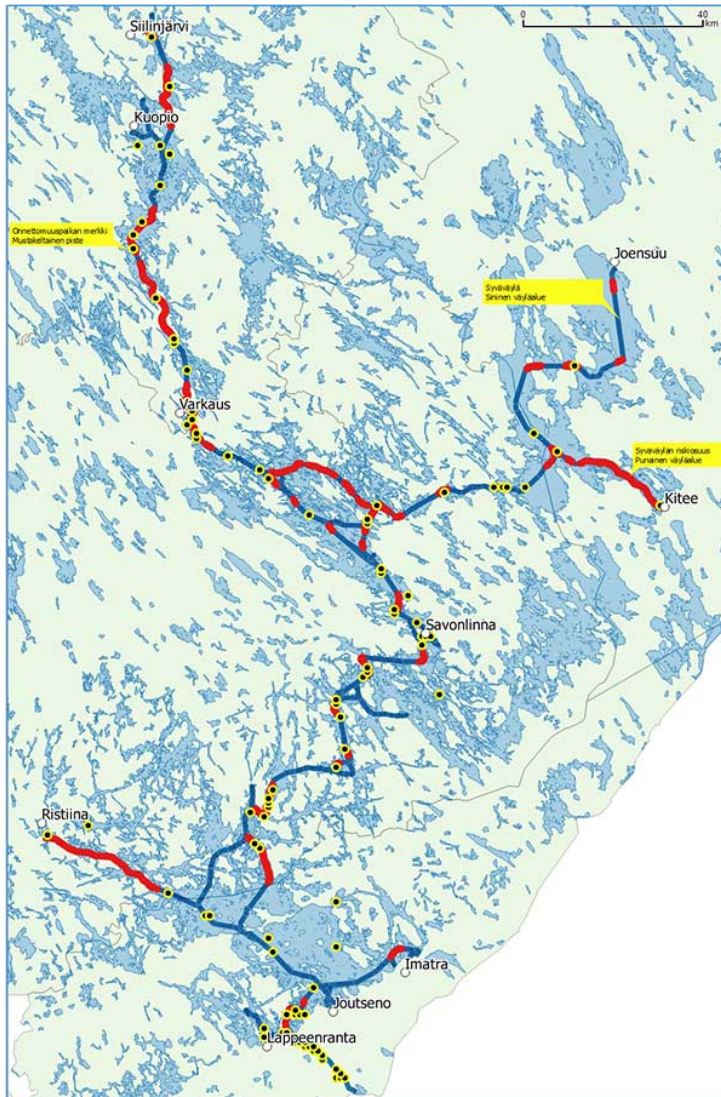 Siilinjärvi
0 40
km
Kuopio
Onnettomuuspaikan merkki
Mustakeltainen piste
Joensuu
Syväväylä
Sininen väyläalue
Varkaus
Syväväylän riskiosuus
Punainen väyläalue
Kitee
Savonlinna
Ristiina
Imatra
Joutseno
Lappeenranta